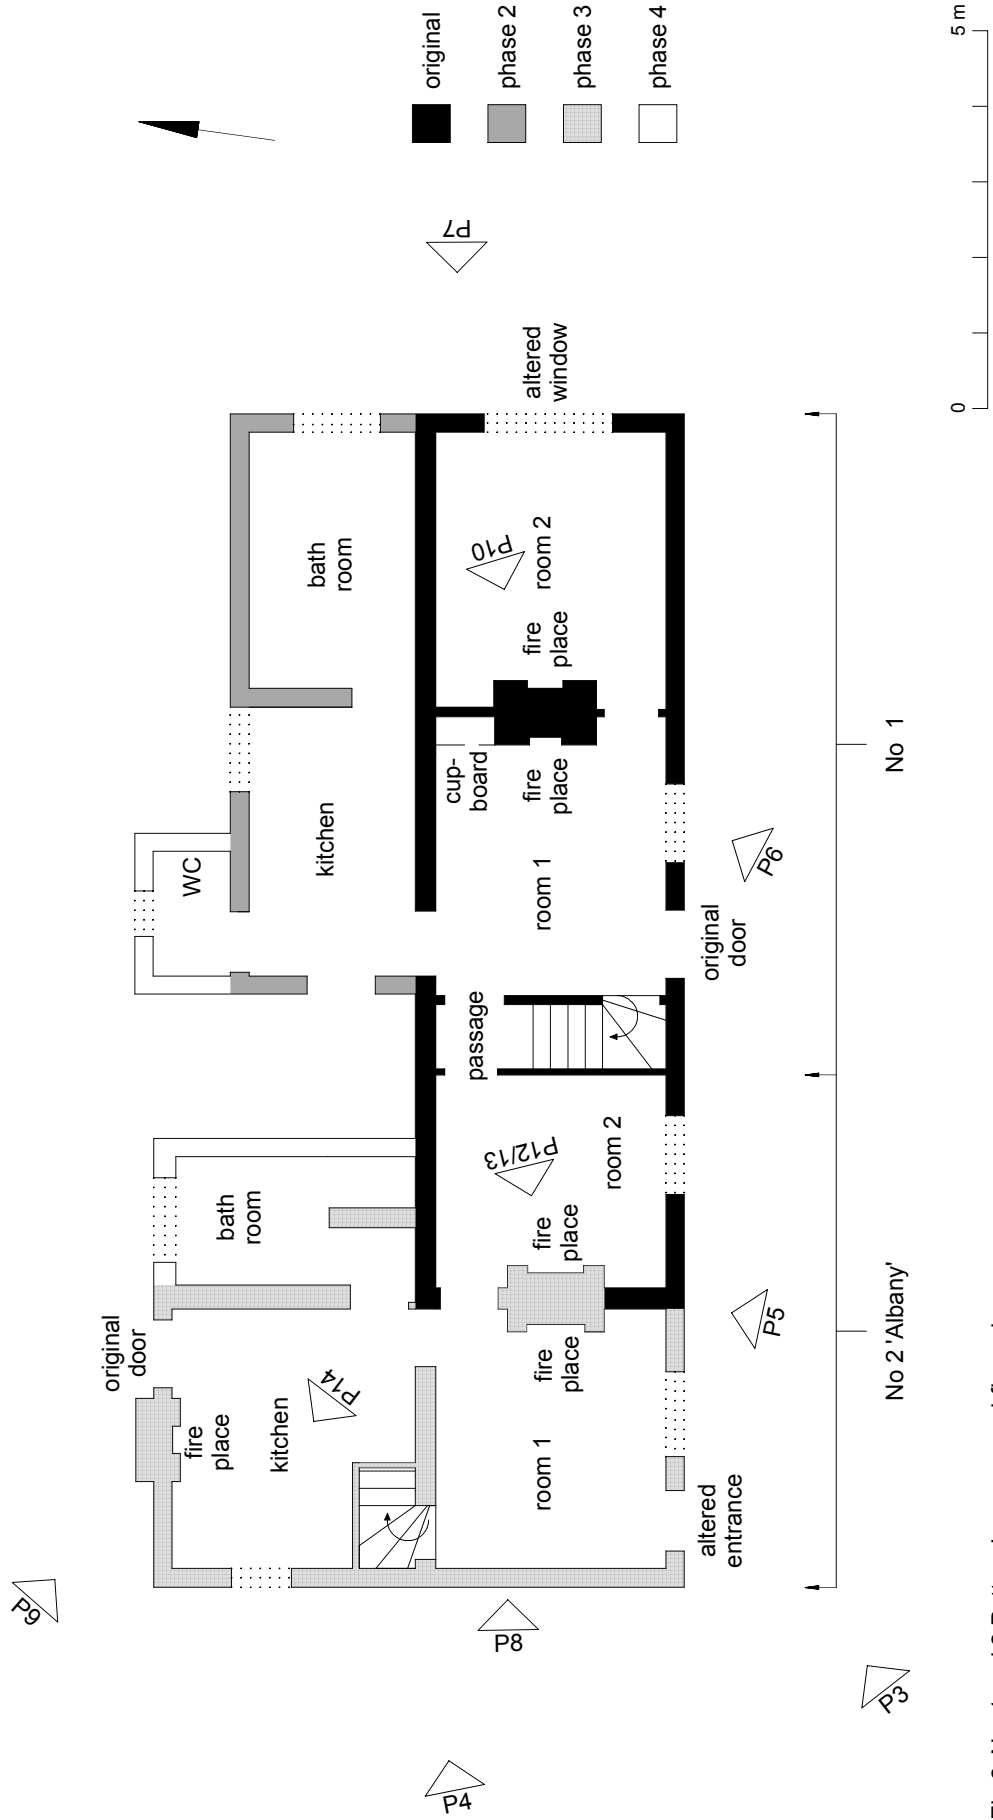 original
phase 2
phase 3
phase 4
5 m
0
P7
altered
window
bath
room
P10
room 2
fire
place
cup-
board
fire
place
kitchen
WC
room 1
No 1
P6
original
door
passage
P12/13
room 2
bath
room
fire
place
original
door
P14
fire
place
kitchen
fire
place
P5
No 2 'Albany'
room 1
altered
entrance
P9
P8
P3
P4